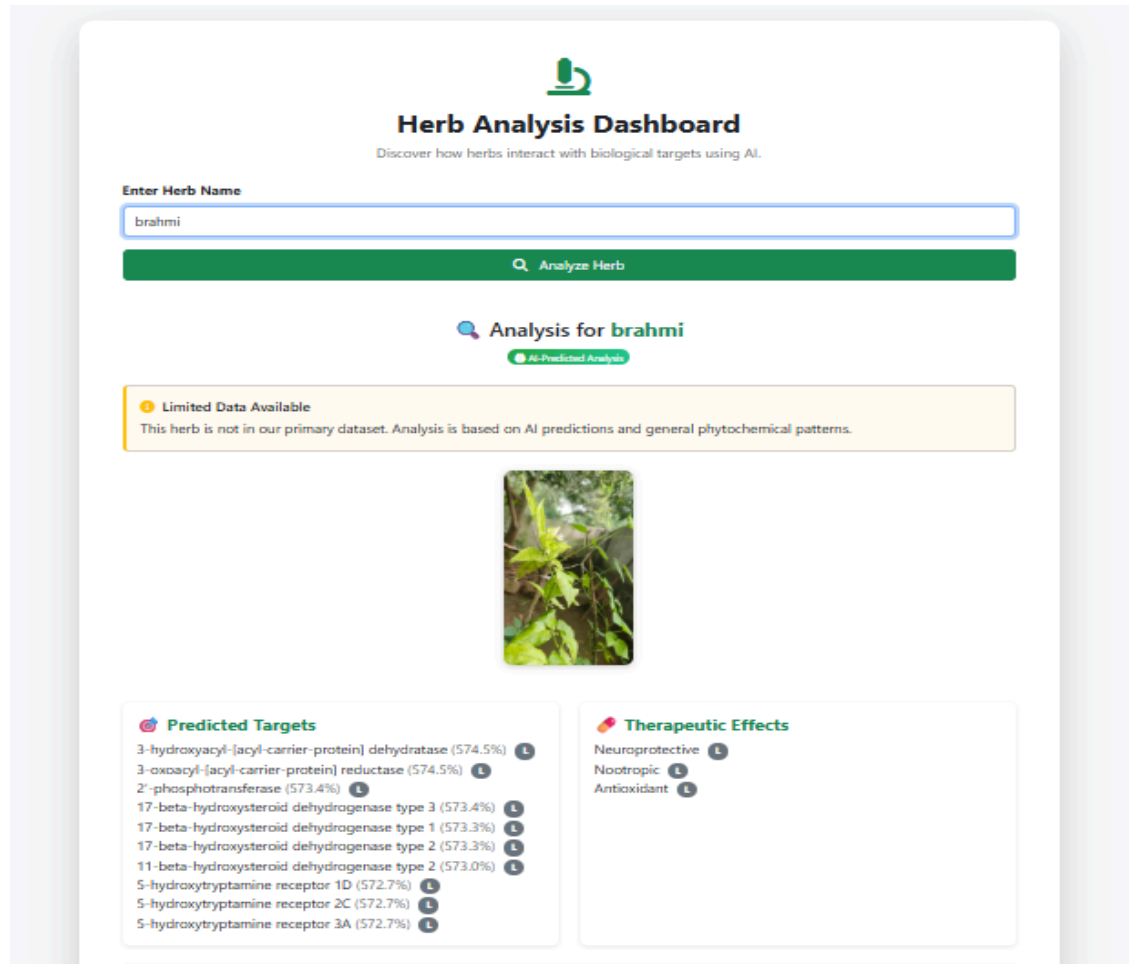 Herb Analysis Dashboard
Discover how herbs interact with biological targets using AI.
Enter Herb Name
brahmi
Analyze Herb
Analysis for brahmi
AI-Predicted Analysis
Limited Data Available
This herb is not in our primary dataset. Analysis is based on AI predictions and general phytochemical patterns.
Predicted Targets
3-hydroxyacyl-[acyl-carrier-protein] dehydratase (574.5%) L
3-oxoacyl-[acyl-carrier-protein] reductase (574.5%) L
2'-phosphotransferase (573.4%) L
17-beta-hydroxysteroid dehydrogenase type 3 (573.4%) L
17-beta-hydroxysteroid dehydrogenase type 1 (573.3%) L
17-beta-hydroxysteroid dehydrogenase type 2 (573.3%) L
11-beta-hydroxysteroid dehydrogenase type 2 (573.0%) L
5-hydroxytryptamine receptor 1D (572.7%) L
5-hydroxytryptamine receptor 2C (572.7%) L
5-hydroxytryptamine receptor 3A (572.7%) L
Therapeutic Effects
Neuroprotective L
Nootropic L
Antioxidant L